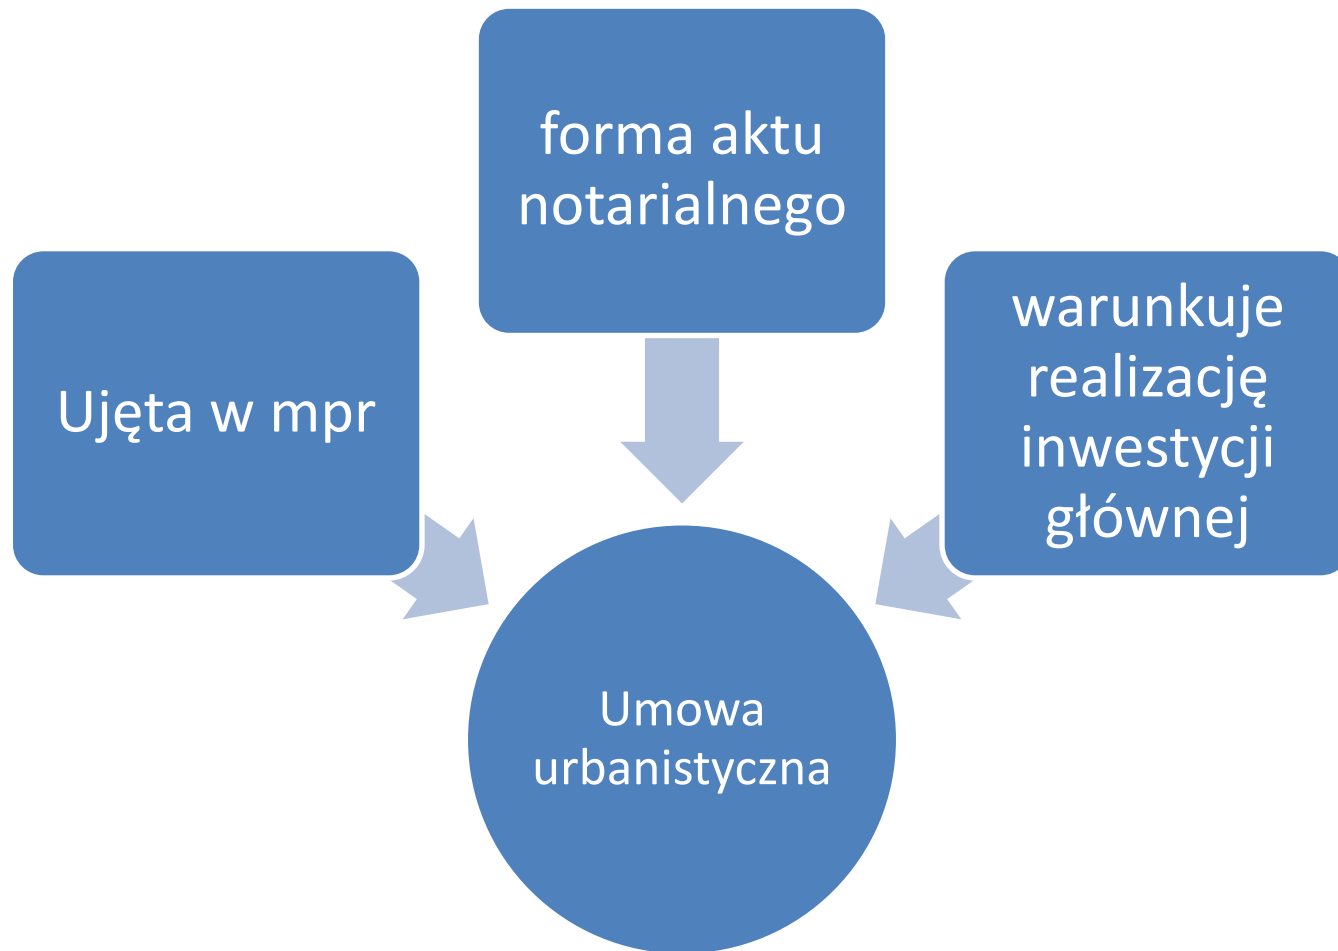 forma aktu
notarialnego
Ujęta w mpr
warunkuje
realizację
inwestycji
głównej
Umowa
urbanistyczna